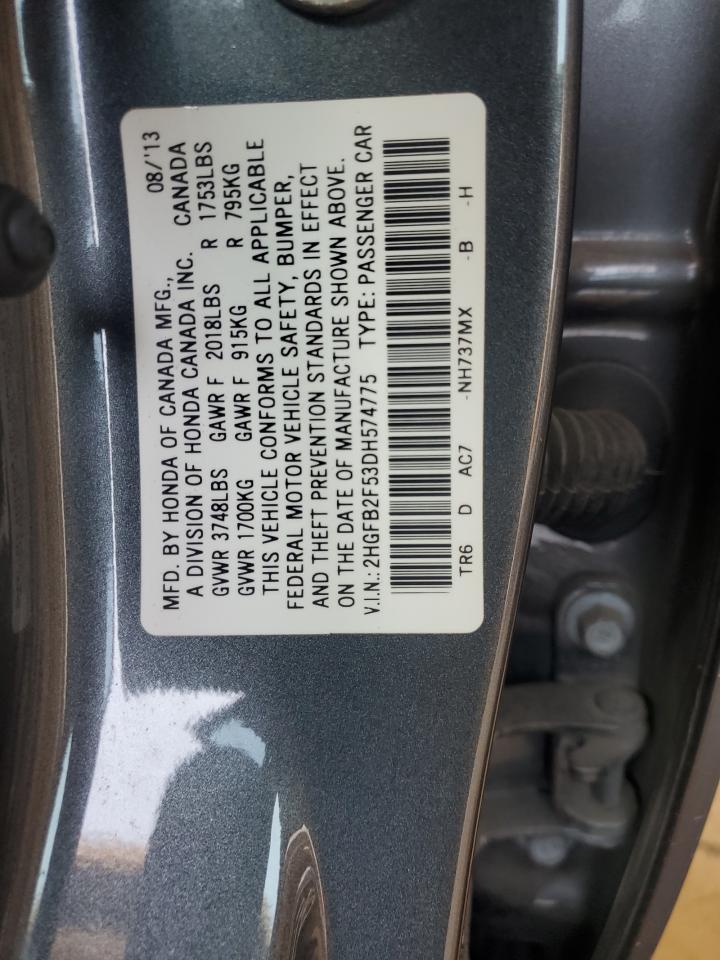 MFD. BY HONDA OF CANADA MFG., 08/'13
A DIVISION OF HONDA CANADA INC. CANADA
GVWR 3748LBS GAWR F 2018LBS R 1753LBS
GVWR 1700KG GAWR F 915KG R 795KG
THIS VEHICLE CONFORMS TO ALL APPLICABLE
FEDERAL MOTOR VEHICLE SAFETY, BUMPER,
AND THEFT PREVENTION STANDARDS IN EFFECT
ON THE DATE OF MANUFACTURE SHOWN ABOVE.
V.I.N.: 2HGFB2F53DH574775 TYPE: PASSENGER CAR
TR6 D AC7 -NH737MX -B -H